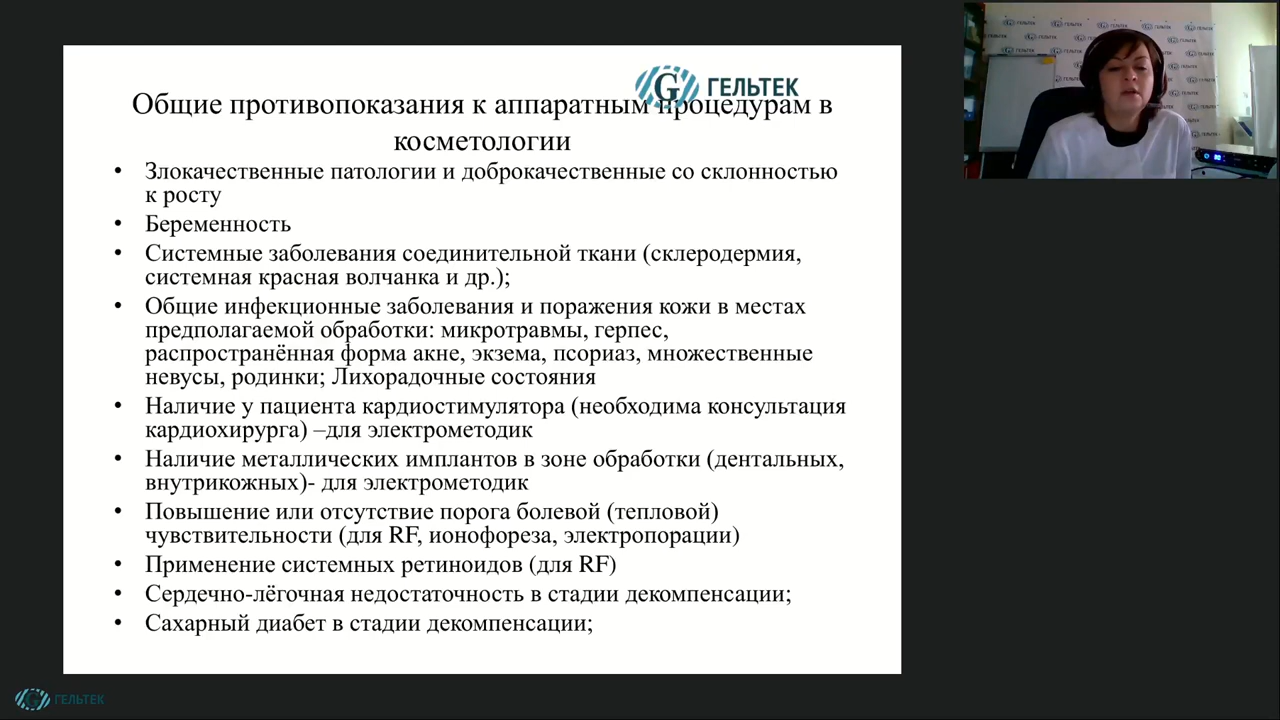 ГЕЛЬТЕК
Общие противопоказания к аппаратным процедурам в
косметологии
• Злокачественные патологии и доброкачественные со склонностью
к росту
• Беременность
• Системные заболевания соединительной ткани (склеродермия,
системная красная волчанка и др.);
• Общие инфекционные заболевания и поражения кожи в местах
предполагаемой обработки: микротравмы, герпес,
распространённая форма акне, экзема, псориаз, множественные
невусы, родинки; Лихорадочные состояния
• Наличие у пациента кардиостимулятора (необходима консультация
кардиохирурга) –для электрометодик
• Наличие металлических имплантов в зоне обработки (дентальных,
внутрикожных)- для электрометодик
• Повышение или отсутствие порога болевой (тепловой)
чувствительности (для RF, ионофореза, электропорации)
• Применение системных ретиноидов (для RF)
• Сердечно-лёгочная недостаточность в стадии декомпенсации;
• Сахарный диабет в стадии декомпенсации;
ГЕЛЬТЕК